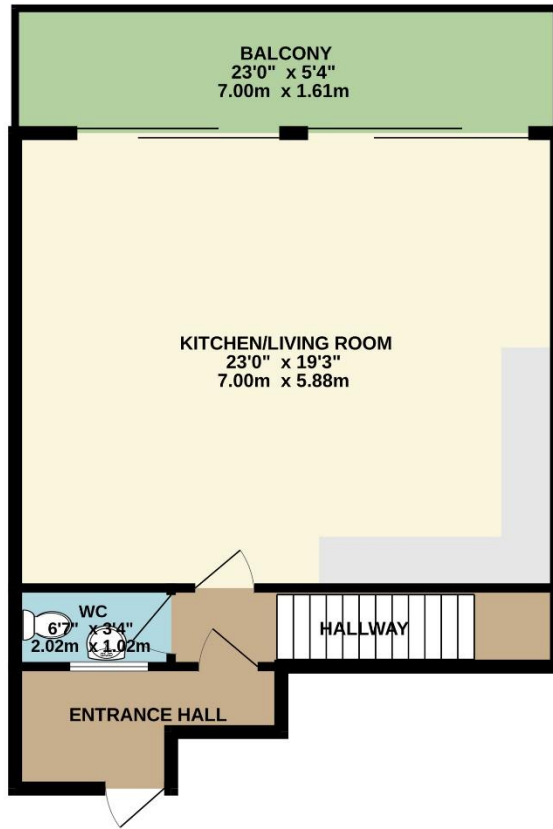 BALCONY
23'0" x 5'4"
7.00m x 1.61m
KITCHEN/LIVING ROOM
23'0" x 19'3"
7.00m x 5.88m
WC
6'7" x 3'4"
2.02m x 1.02m
HALLWAY
ENTRANCE HALL